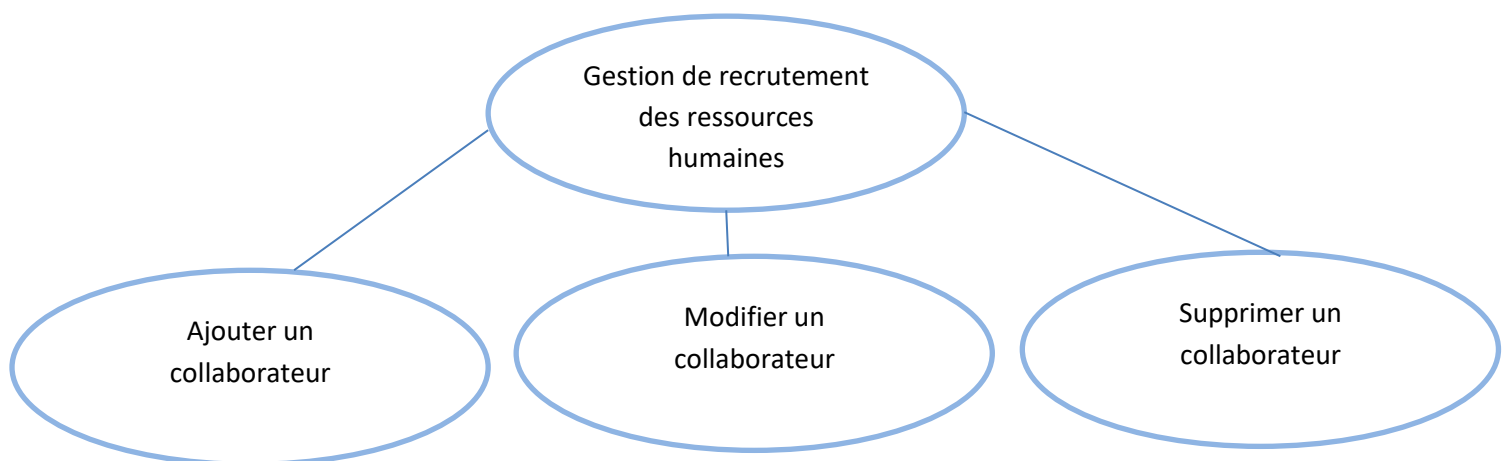 Gestion de recrutement
des ressources
humaines
Ajouter un
collaborateur
Modifier un
collaborateur
Supprimer un
collaborateur